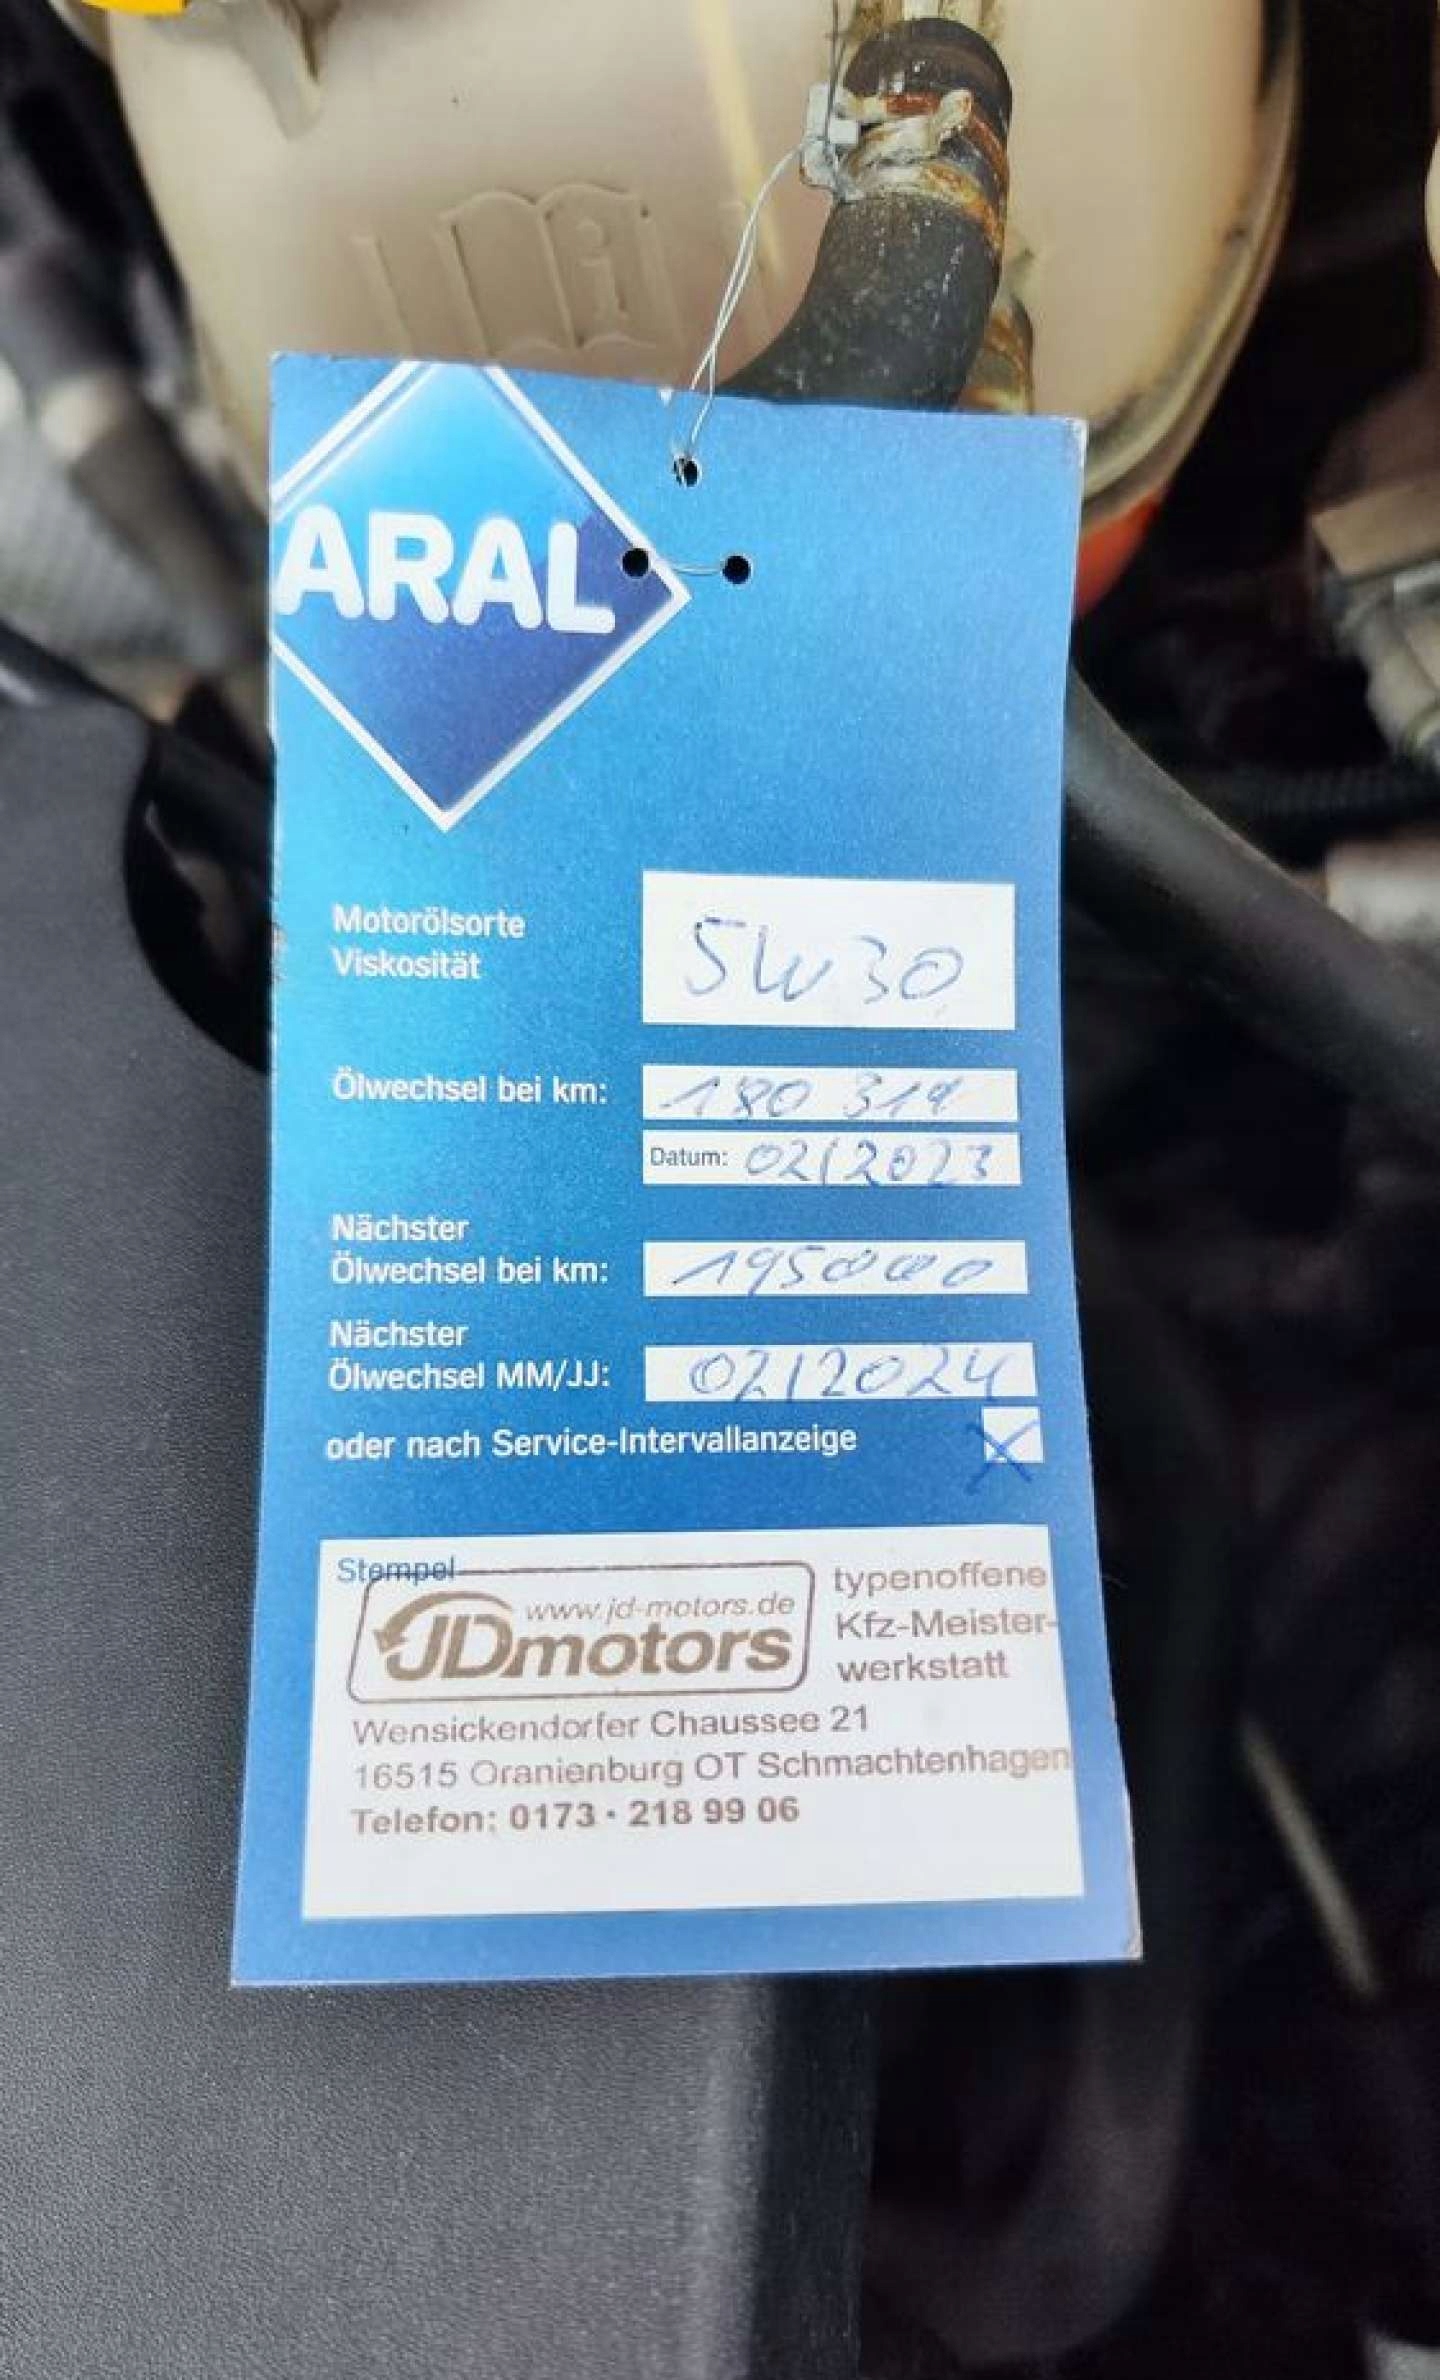 ARAL
Motorölsorte
Viskosität
5W30
Ölwechsel bei km: 180 311
Datum: 02/2023
Nächster
Ölwechsel bei km: 195000
Nächster
Ölwechsel MM/JJ: 02/2024
oder nach Service-Intervallanzeige
Stempel
www.jd-motors.de
JDmotors
typenoffene
Kfz-Meister-
werkstatt
Wensickendorfer Chaussee 21
16515 Oranienburg OT Schmachtenhagen
Telefon: 0173 · 218 99 06